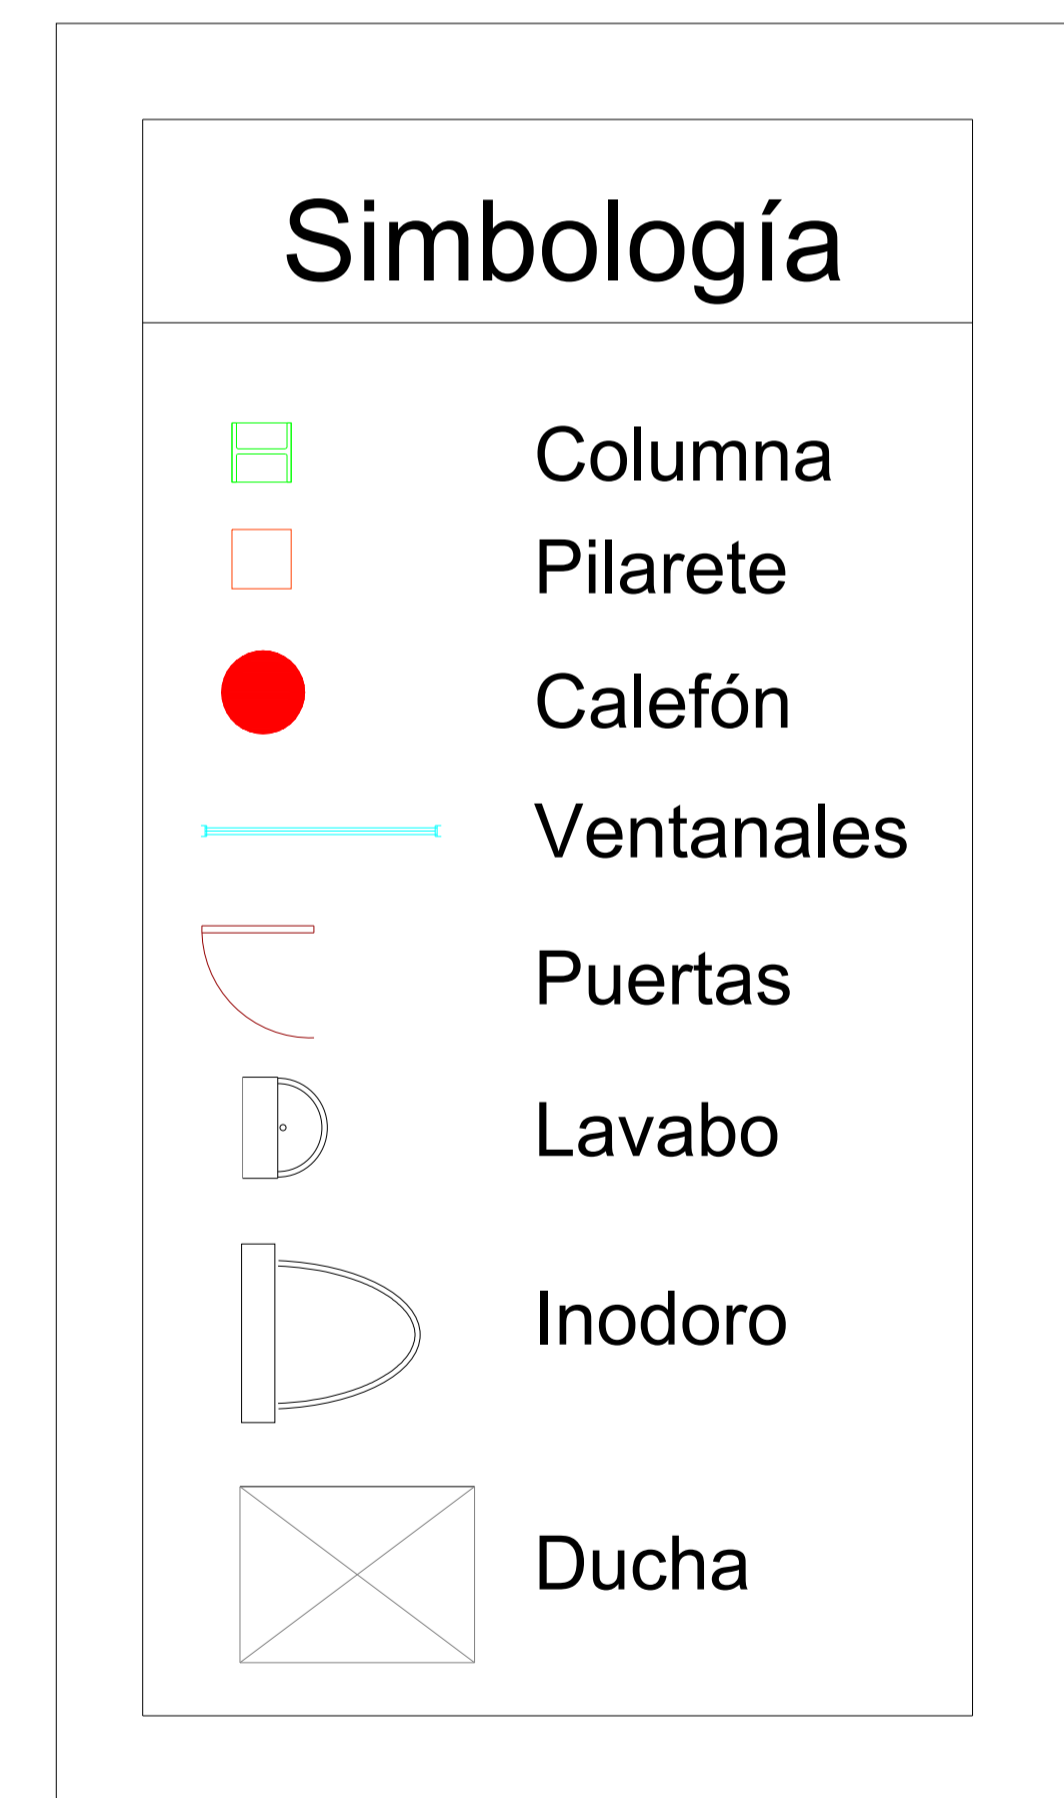 Simbología
Columna
Pilarete
Calefón
Ventanales
Puertas
Lavabo
Inodoro
Ducha